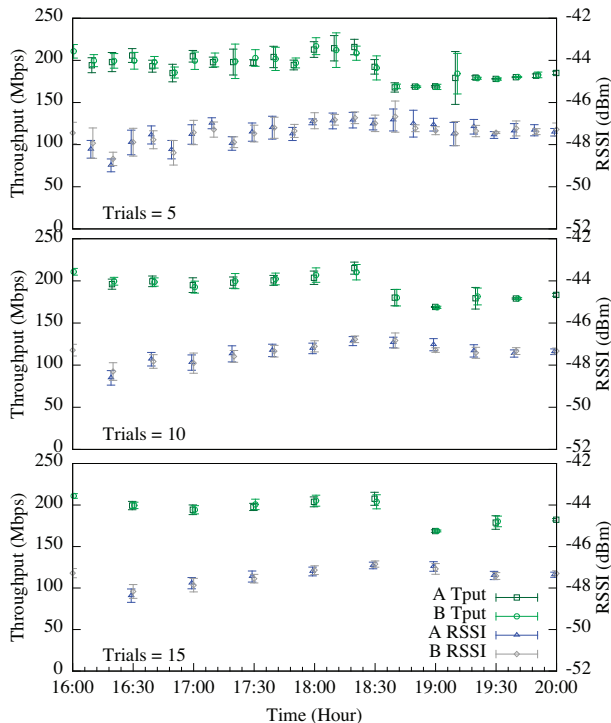 250 -42
200 -44
150 -46
100 -48
50 -50
0 -52
Throughput (Mbps)
RSSI (dBm)
Trials = 5
250 -42
200 -44
150 -46
100 -48
50 -50
0 -52
Throughput (Mbps)
RSSI (dBm)
Trials = 10
250 -42
200 -44
150 -46
100 -48
50 -50
0 -52
Throughput (Mbps)
RSSI (dBm)
A Tput
B Tput
A RSSI
B RSSI
Trials = 15
16:00 16:30 17:00 17:30 18:00 18:30 19:00 19:30 20:00
Time (Hour)